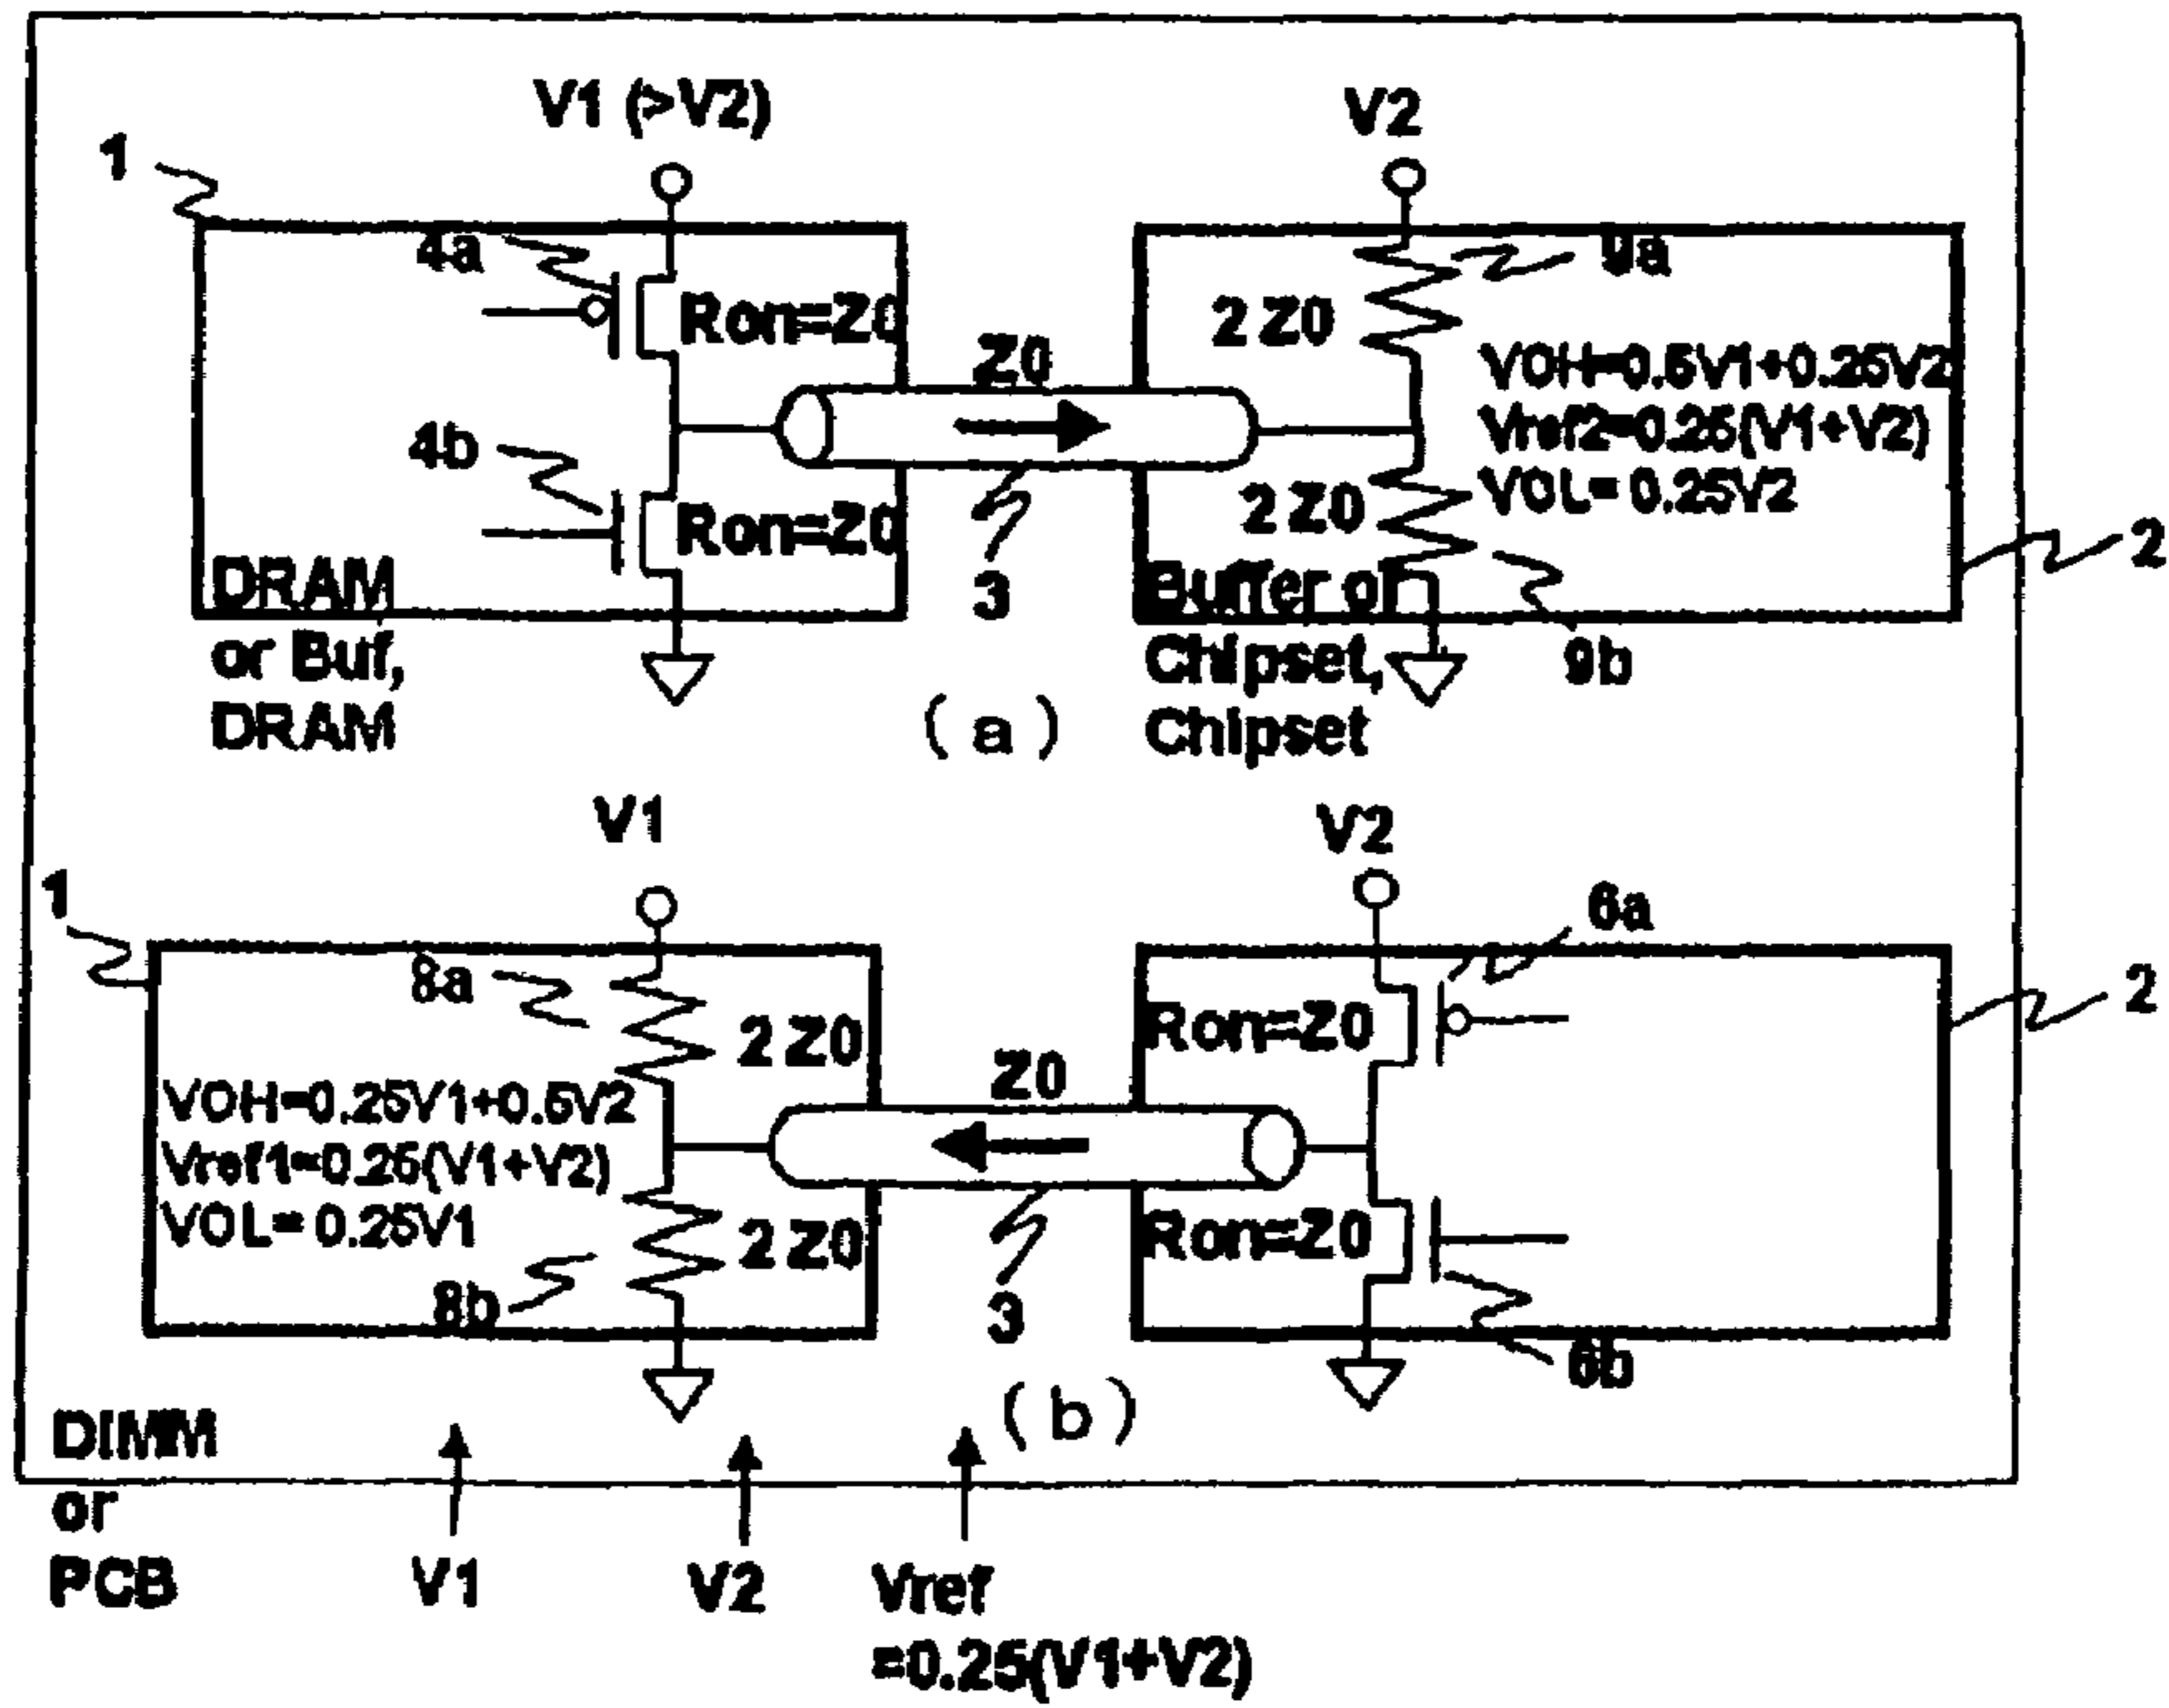 V1 (>V2)
V2
1
4a
9a
Ron=Z0
2 Z0
Z0
VOH=0.5V1+0.25V2
Vref2=0.25(V1+V2)
VOL= 0.25V2
4b
2 Z0
Ron=Z0
2
3
DRAM
or Buf,
DRAM
Buffer or
Chipset,
Chipset
9b
(a)
V1
V2
1
6a
8a
2
Ron=Z0
2 Z0
Z0
VOH=0.25V1+0.5V2
Vref1=0.25(V1+V2)
VOL= 0.25V1
2 Z0
Ron=Z0
8b
3
6b
(b)
DIMM
or
PCB
V1
V2
Vref
=0.25(V1+V2)